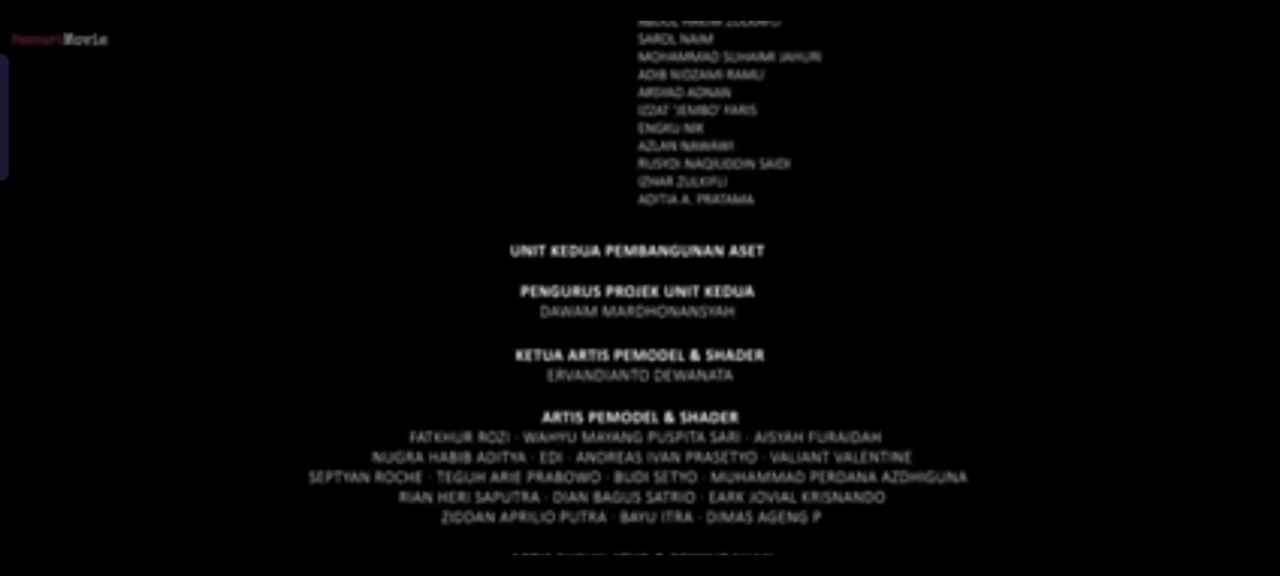 PencuriMovie
SAROL NAIM
MOHAMMAD SUHAIMI JAHURI
ADIB NIDZAMI RAMLI
ARSYAD ADNAN
IZZAT 'JEMBO' FARIS
ENGKU NIK
AZLAN NAWAWI
RUSYDI NAQIUDDIN SAIDI
IZHAR ZULKIFLI
ADITIA A. PRATAMA
UNIT KEDUA PEMBANGUNAN ASET
PENGURUS PROJEK UNIT KEDUA
DAWAM MARDHONANSYAH
KETUA ARTIS PEMODEL & SHADER
ERVANDIANTO DEWANATA
ARTIS PEMODEL & SHADER
FATKHUR ROZI · WAHYU MAYANG PUSPITA SARI · AISYAH FURAIDAH
NUGRA HABIB ADITYA · EDI · ANDREAS IVAN PRASETYO · VALIANT VALENTINE
SEPTYAN ROCHE · TEGUH ARIE PRABOWO · BUDI SETYO · MUHAMMAD PERDANA AZDHIGUNA
RIAN HERI SAPUTRA · DIAN BAGUS SATRIO · EARK JOVIAL KRISNANDO
ZIDDAN APRILIO PUTRA · BAYU ITRA · DIMAS AGENG P